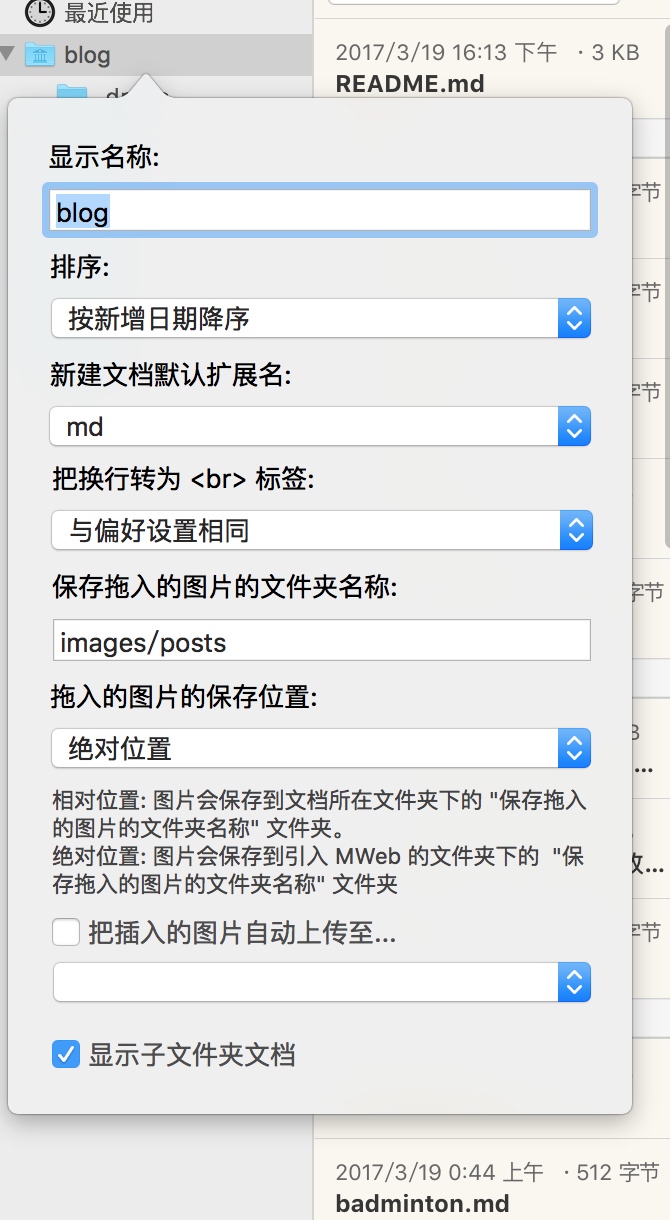 最近使用
blog
2017/3/19 16:13 下午 · 3 KB
README.md
显示名称:
blog
字节
排序:
字节
按新增日期降序
新建文档默认扩展名:
字节
md
把换行转为 <br> 标签:
与偏好设置相同
保存拖入的图片的文件夹名称:
字节
images/posts
拖入的图片的保存位置:
绝对位置
...
相对位置: 图片会保存到文档所在文件夹下的 "保存拖入
的图片的文件夹名称" 文件夹。
绝对位置: 图片会保存到引入 MWeb 的文件夹下的 "保
存拖入的图片的文件夹名称" 文件夹
...
把插入的图片自动上传至...
字节
显示子文件夹文档
2017/3/19 0:44 上午 · 512 字节
badminton.md